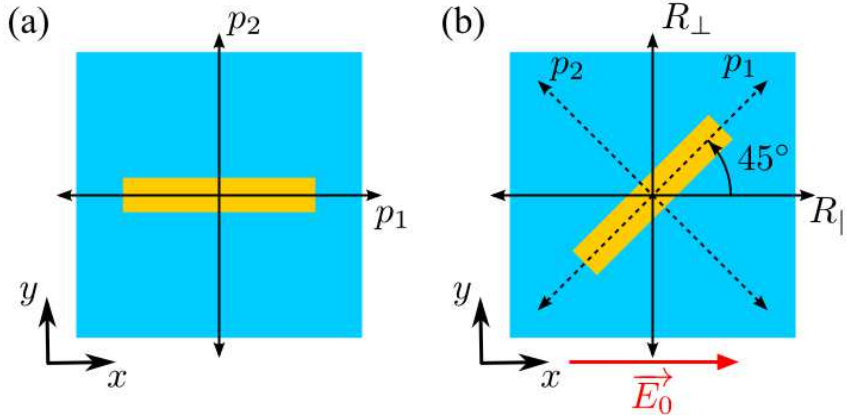 (a)
p₂
p₁
y
x
(b)
R⊥
p₂
p₁
45°
R∥
y
x
E₀→